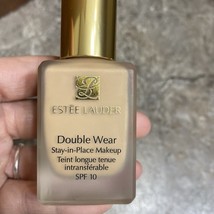 ESTĒE LAUDER
Double Wear
Stay-in-Place Makeup
Teint longue tenue
intransférable
SPF 10